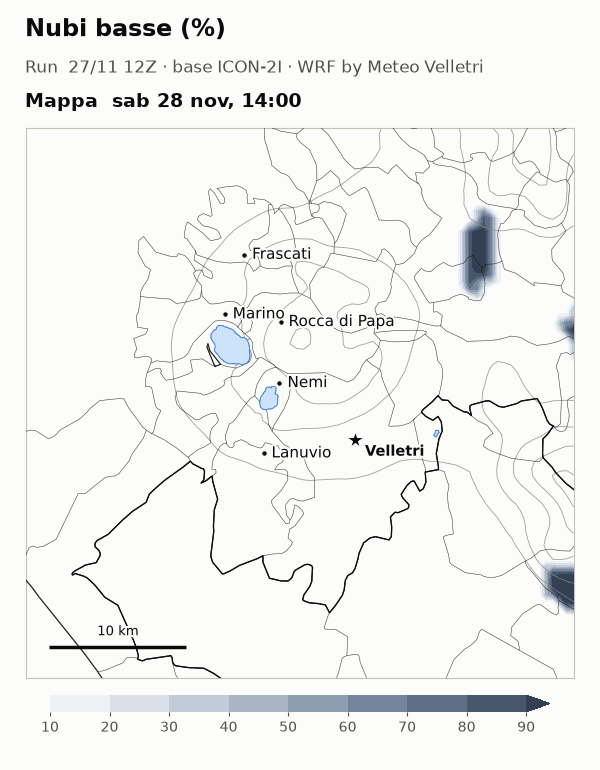 Nubi basse (%)
Run  27/11 12Z · base ICON-2I · WRF by Meteo Velletri
Mappa  sab 28 nov, 14:00
Frascati
Marino
Rocca di Papa
Nemi
Velletri
Lanuvio
10 km
10 20 30 40 50 60 70 80 90